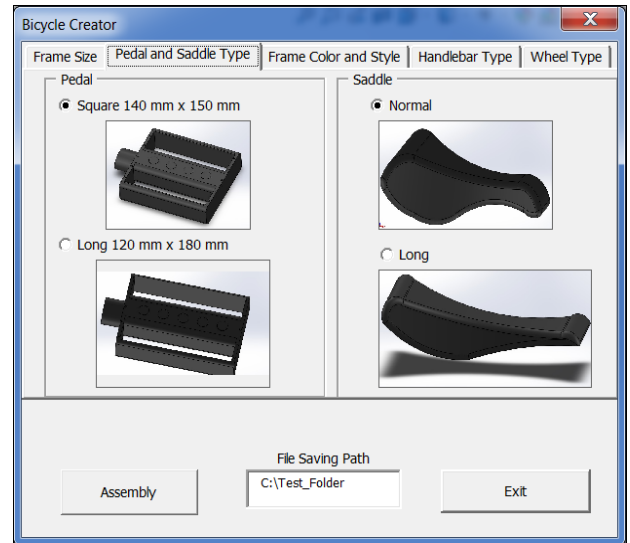 Bicycle Creator
X
Frame Size
Pedal and Saddle Type
Frame Color and Style
Handlebar Type
Wheel Type
Pedal
Square 140 mm x 150 mm
Long 120 mm x 180 mm
Saddle
Normal
Long
File Saving Path
Assembly
C:\Test_Folder
Exit